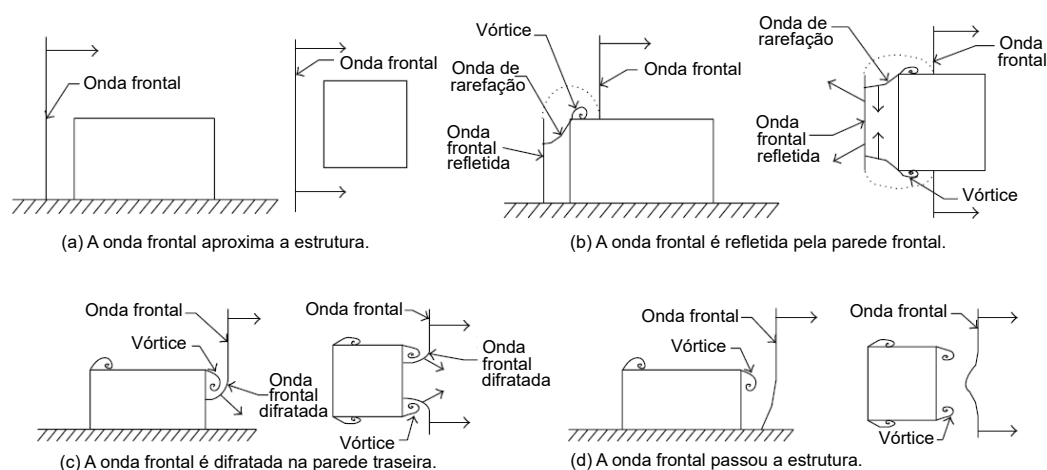 Onda frontal
Onda frontal
(a) A onda frontal aproxima a estrutura.
Vórtice
Onda de
rarefação
Onda frontal
Onda
frontal
refletida
Onda de
rarefação
Onda
frontal
Onda
frontal
refletida
Vórtice
(b) A onda frontal é refletida pela parede frontal.
Onda frontal
Vórtice
Onda
frontal
difratada
Onda frontal
Onda
frontal
difratada
Vórtice
(c) A onda frontal é difratada na parede traseira.
Onda frontal
Vórtice
Onda frontal
Vórtice
(d) A onda frontal passou a estrutura.